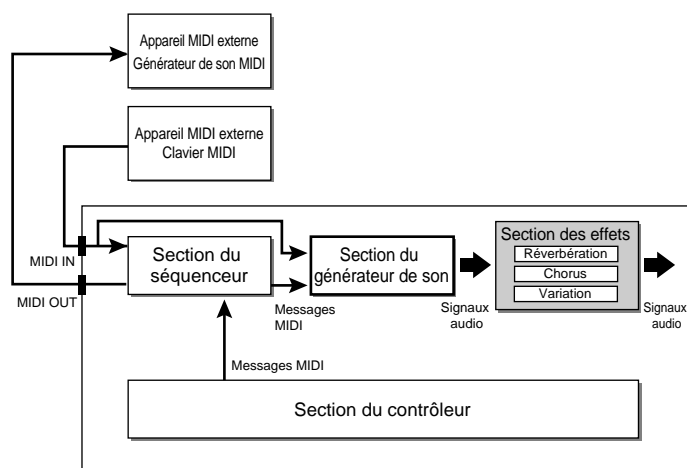 Appareil MIDI externe
Générateur de son MIDI
Appareil MIDI externe
Clavier MIDI
MIDI IN
MIDI OUT
Section du
séquenceur
Messages
MIDI
Section du
générateur de son
Signaux
audio
Section des effets
Réverbération
Chorus
Variation
Signaux
audio
Messages MIDI
Section du contrôleur